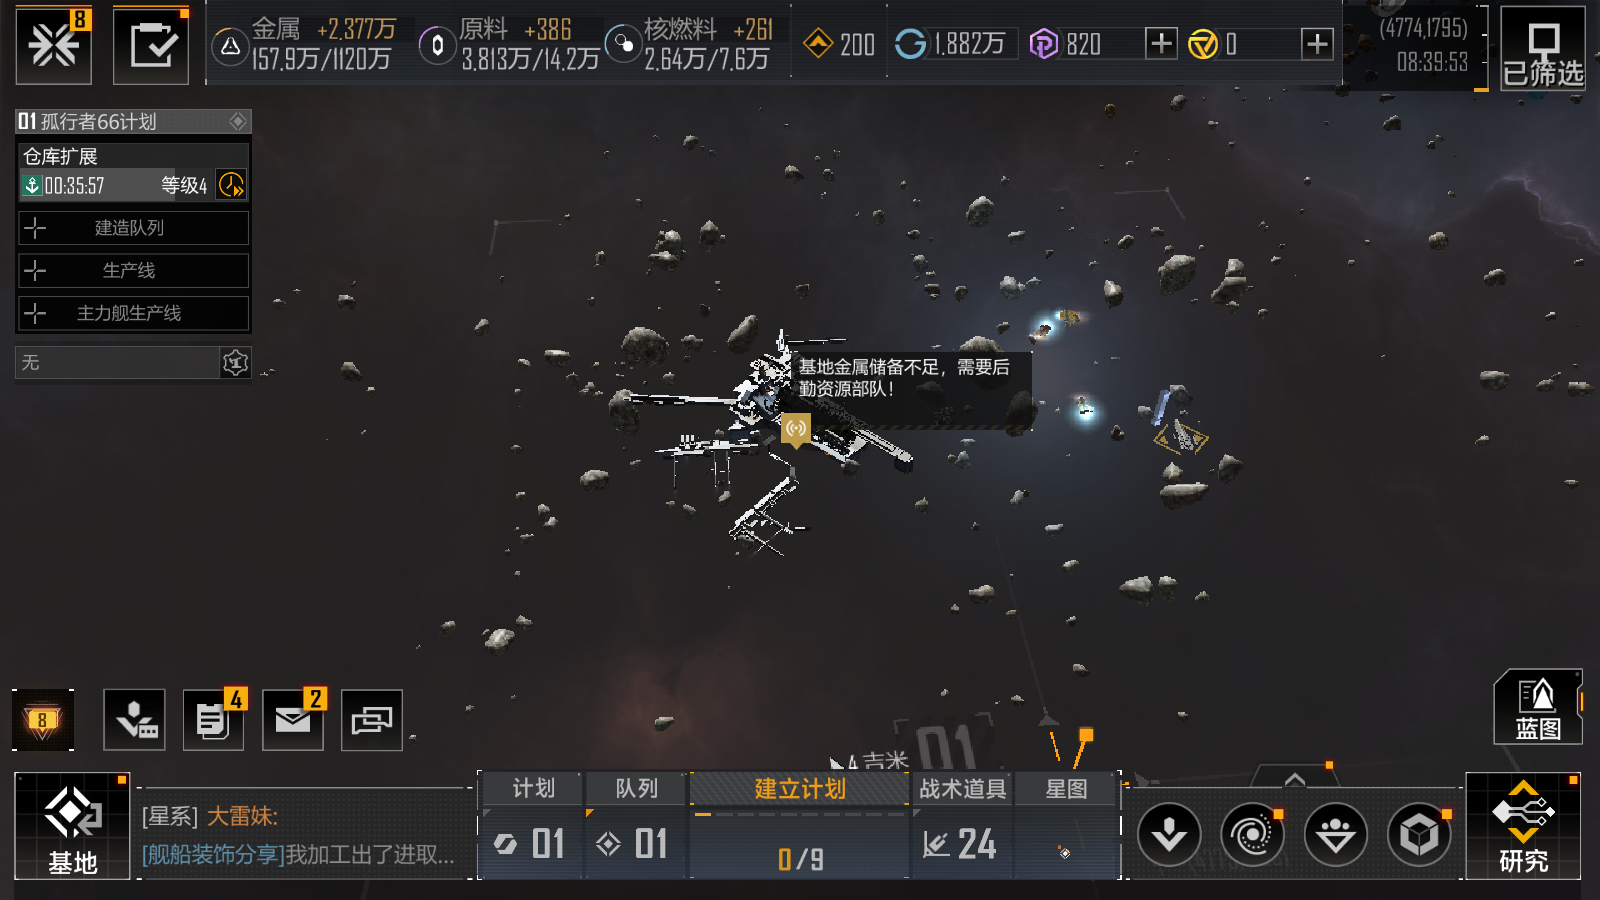 8
金属 +2.377万
157.9万/1120万
原料 +386
3.813万/14.2万
核燃料 +261
2.64万/7.6万
200
1.882万
820
0
(4774,1795)
08:39:53
已筛选
01 孤行者66计划
仓库扩展
00:35:57 等级4
建造队列
生产线
主力舰生产线
无
基地金属储备不足，需要后
勤资源部队！
8
4
2
蓝图
4 吉米
01
基地
[星系] 大雷妹:
[舰船装饰分享]我加工出了进取...
计划
01
队列
01
建立计划
0/9
战术道具
24
星图
研究